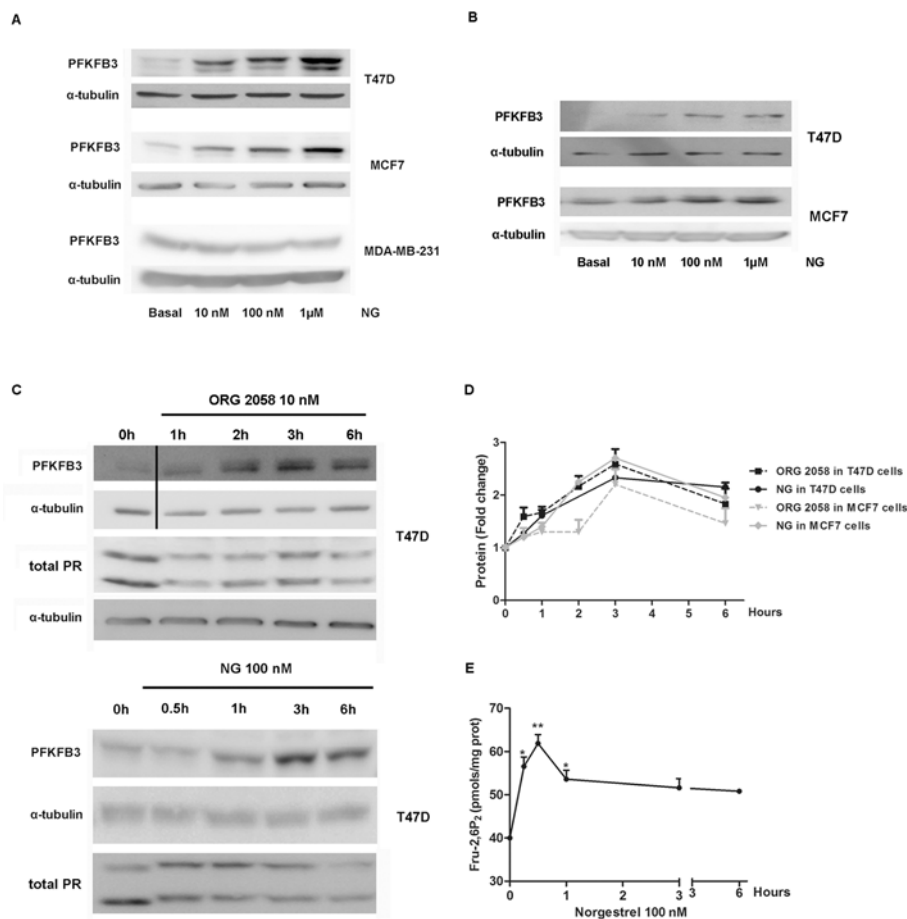 A
PFKFB3
α-tubulin
T47D
PFKFB3
α-tubulin
MCF7
PFKFB3
α-tubulin
MDA-MB-231
Basal 10 nM 100 nM 1µM NG
B
PFKFB3
α-tubulin
T47D
PFKFB3
α-tubulin
MCF7
Basal 10 nM 100 nM 1µM NG
C
ORG 2058 10 nM
0h 1h 2h 3h 6h
PFKFB3
α-tubulin
T47D
total PR
α-tubulin
NG 100 nM
0h 0.5h 1h 3h 6h
PFKFB3
α-tubulin
T47D
total PR
D
Protein (Fold change)
3
2
1
0 1 2 3 4 5 6 Hours
0
ORG 2058 in T47D cells
NG in T47D cells
ORG 2058 in MCF7 cells
NG in MCF7 cells
E
Fru-2,6P₂ (pmols/mg prot)
70
60
50
40
30
* ** *
0 1 2 3 3 6 Hours
Norgestrel 100 nM